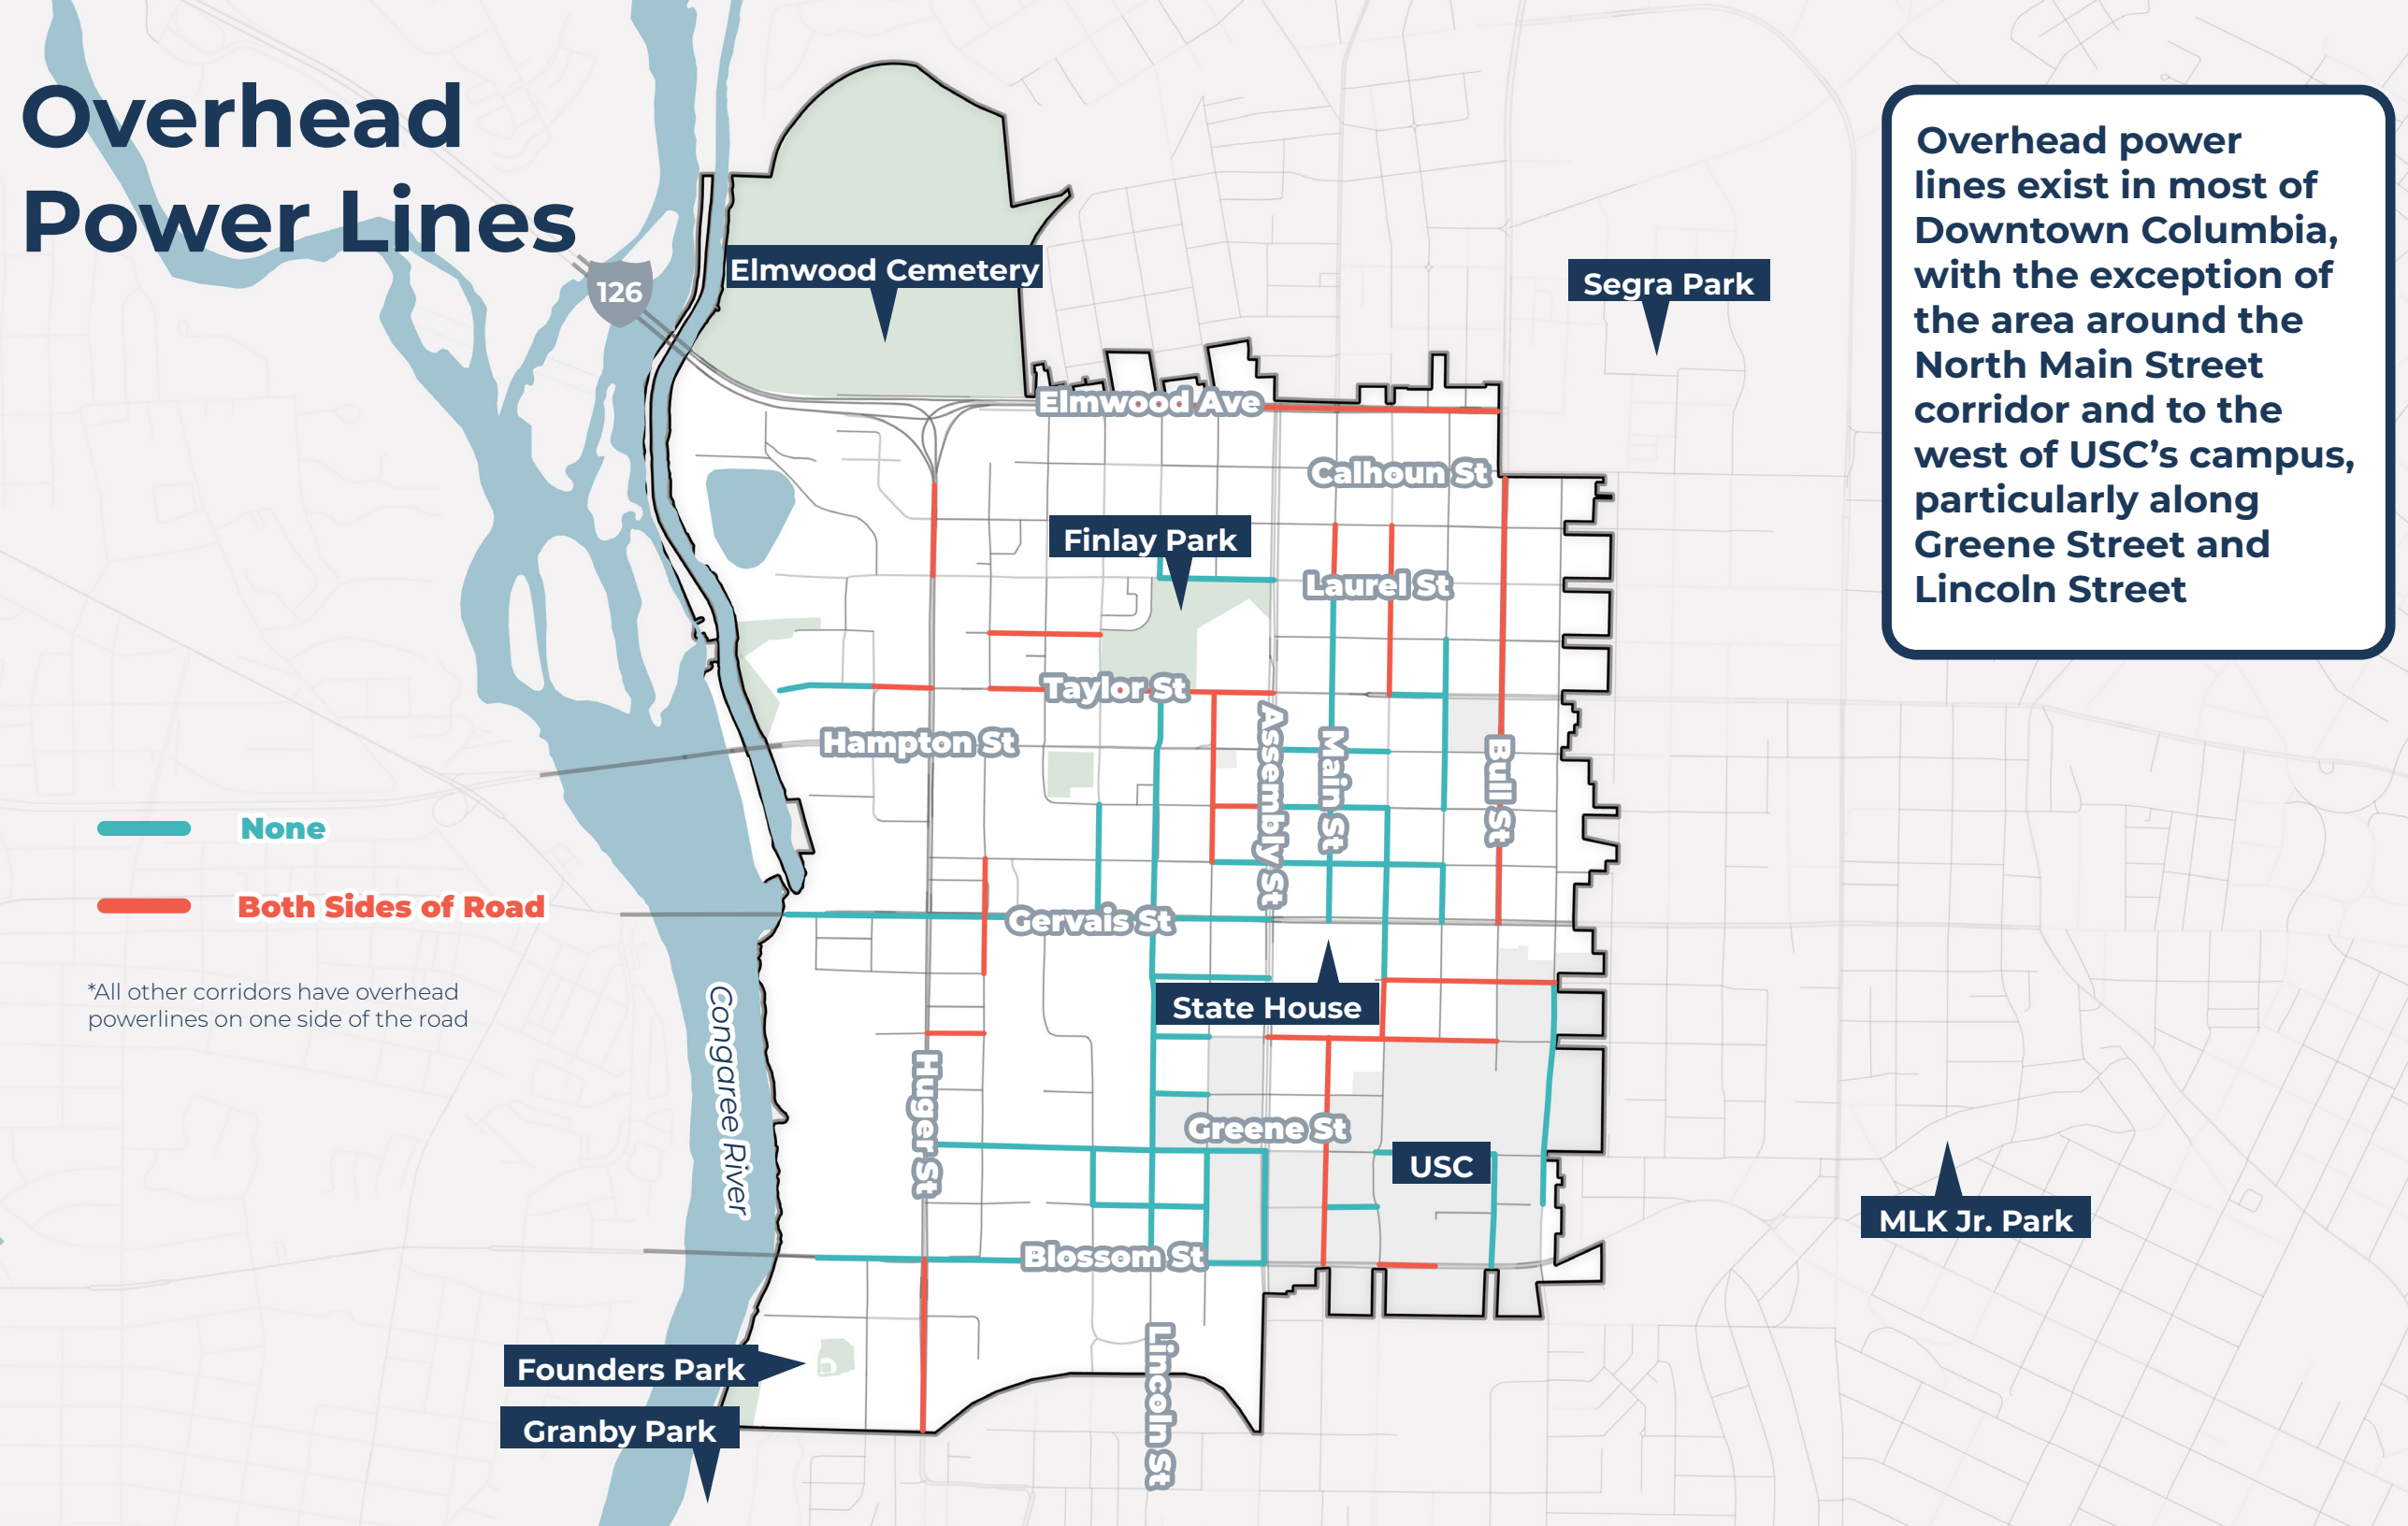 Overhead
Power Lines
126
Elmwood Cemetery
Segra Park
Overhead power
lines exist in most of
Downtown Columbia,
with the exception of
the area around the
North Main Street
corridor and to the
west of USC’s campus,
particularly along
Greene Street and
Lincoln Street
Elmwood Ave
Calhoun St
Finlay Park
Laurel St
Taylor St
Hampton St
Assembly St
Main St
Bull St
None
Both Sides of Road
*All other corridors have overhead
powerlines on one side of the road
Gervais St
State House
Congaree River
Huger St
Greene St
USC
MLK Jr. Park
Blossom St
Founders Park
Lincoln St
Granby Park